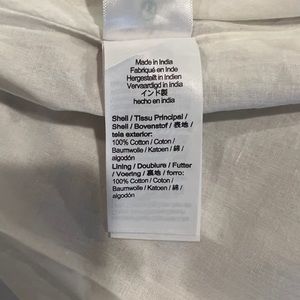 Made in India
Fabriqué en Inde
Hergestellt in Indien
Vervaardigd in India
インド製
hecho en india
Shell / Tissu Principal /
Shell / Bovenstof / 表地 /
tela exterior:
100% Cotton / Coton /
Baumwolle / Katoen / 綿 /
algodón
Lining / Doublure / Futter
/ Voering / 裏地 / forro:
100% Cotton / Coton /
Baumwolle / Katoen / 綿 /
algodón